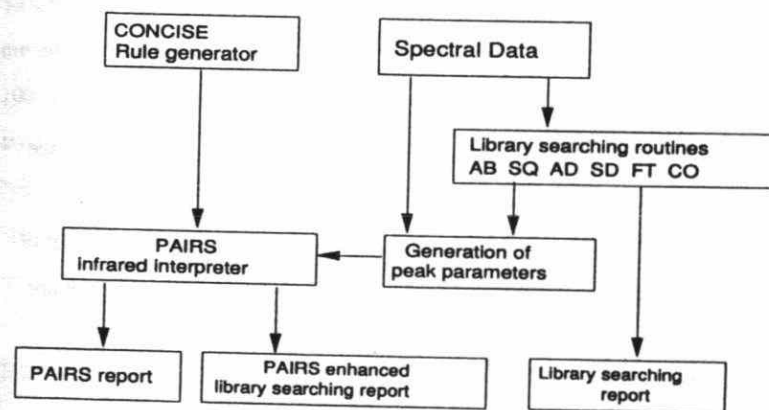 CONCISE
Rule generator
Spectral Data
Library searching routines
AB SQ AD SD FT CO
PAIRS
infrared interpreter
Generation of
peak parameters
PAIRS report
PAIRS enhanced
library searching report
Library searching
report